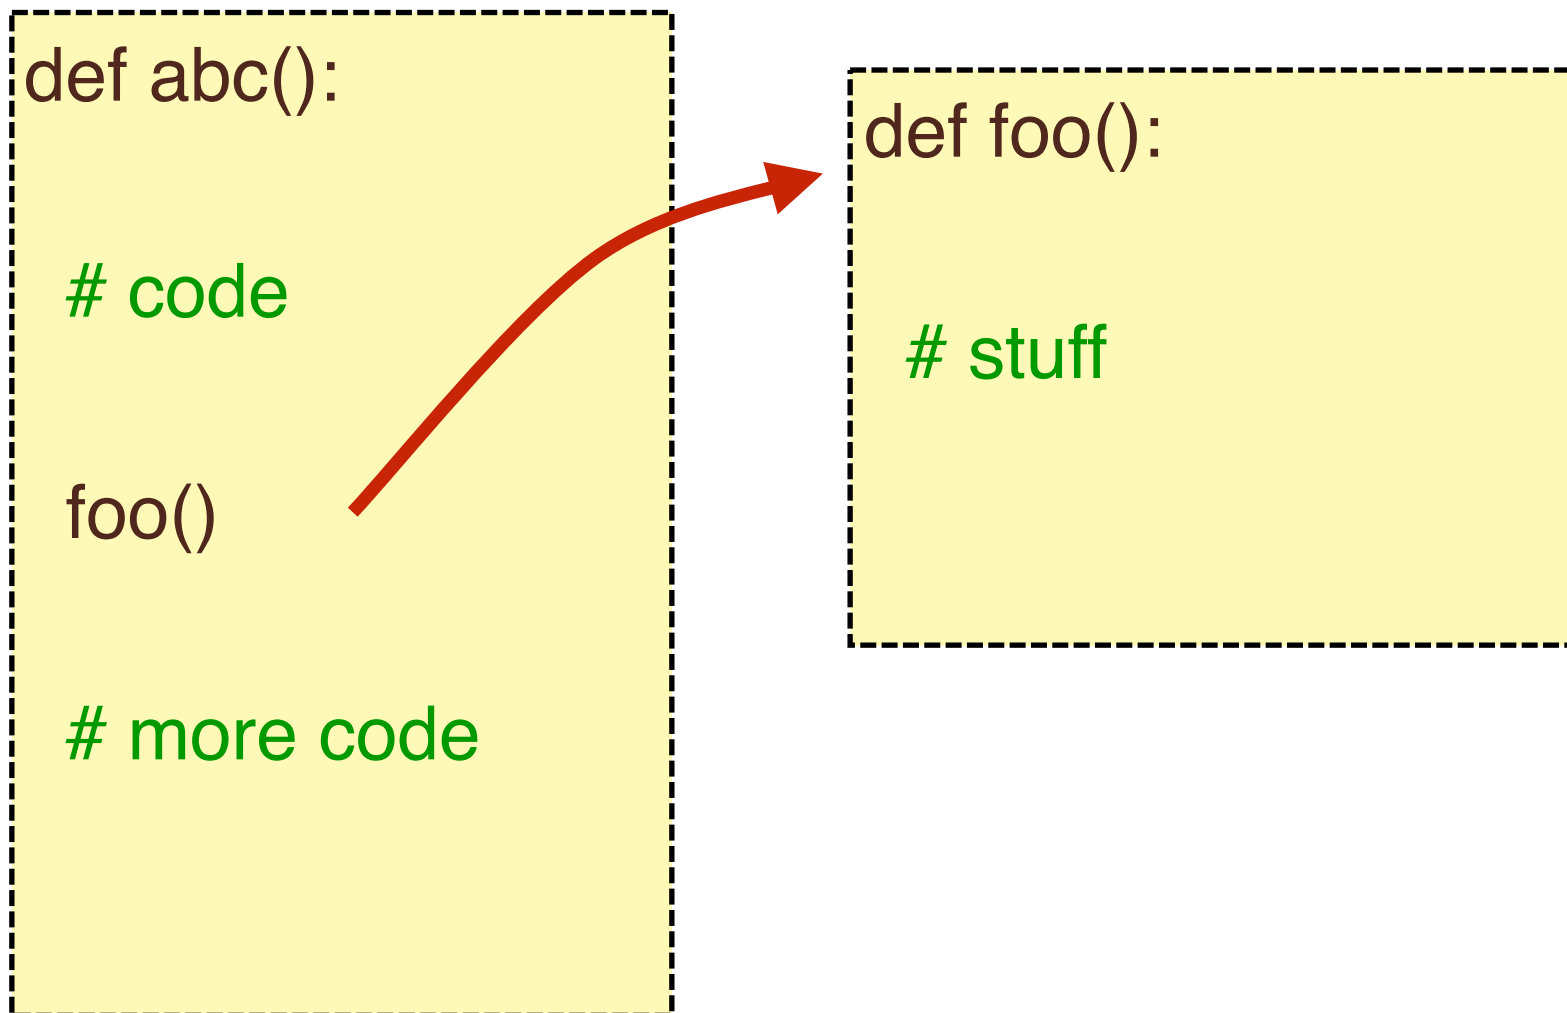 def abc():
# code
foo()
# more code
def foo():
# stuff